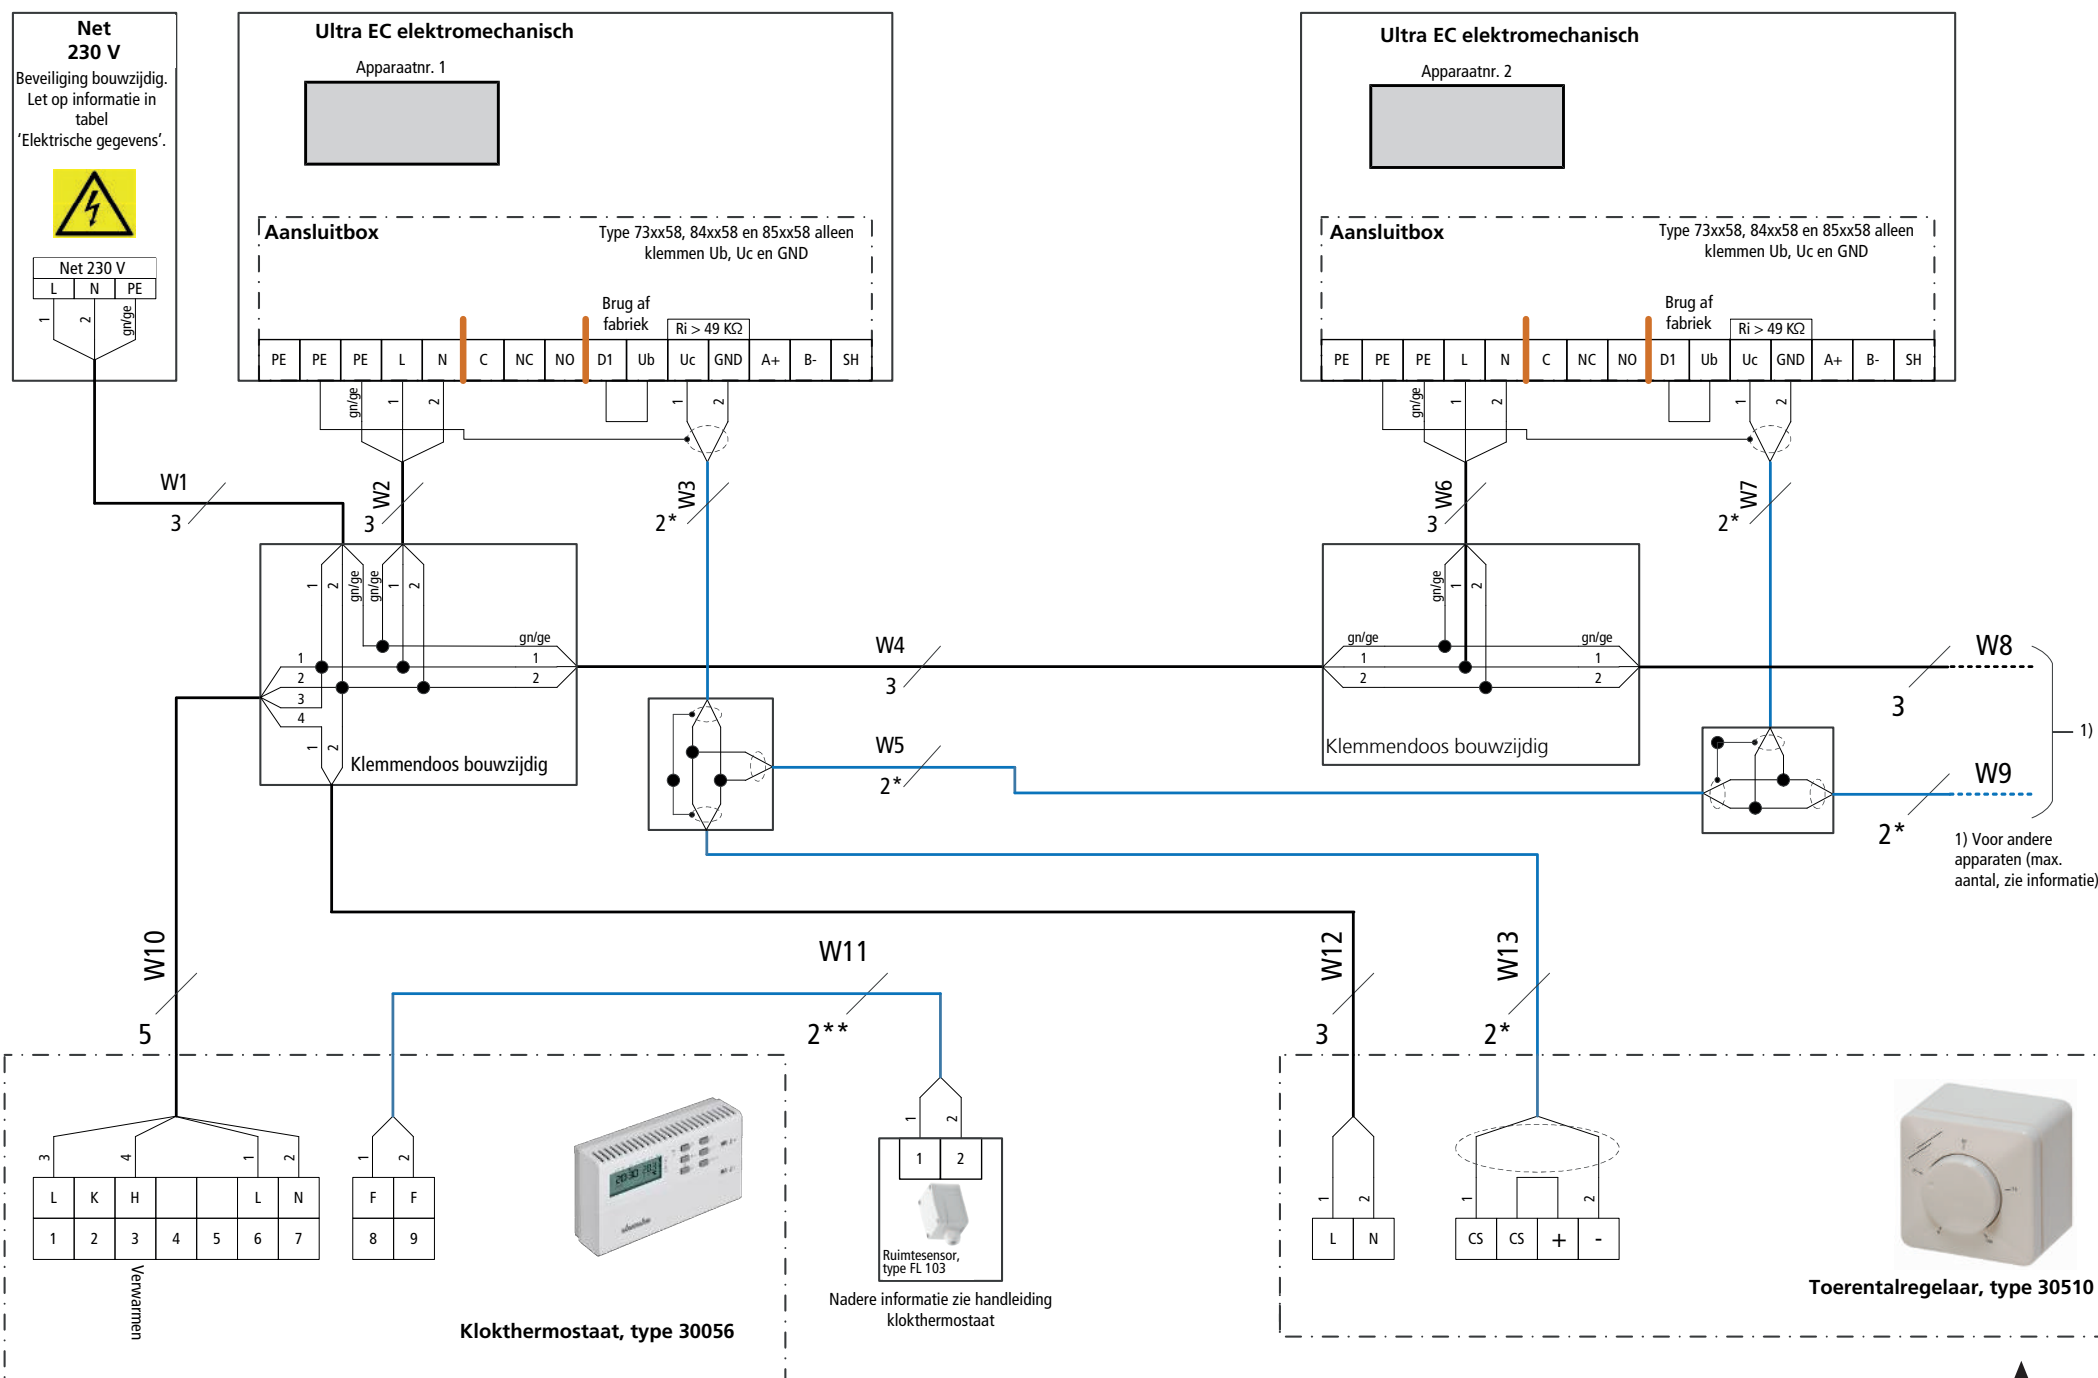 Net
230 V
Beveiliging bouwzijdig.
Let op informatie in
tabel
‘Elektrische gegevens’.
Net 230 V
L N PE
1 2 gn/ge
Ultra EC elektromechanisch
Apparaatnr. 1
Aansluitbox
Type 73xx58, 84xx58 en 85xx58 alleen
klemmen Ub, Uc en GND
Brug af
fabriek
Ri > 49 KΩ
PE PE PE L N C NC NO D1 Ub Uc GND A+ B- SH
gn/ge 1 2 1 2
Ultra EC elektromechanisch
Apparaatnr. 2
Aansluitbox
Type 73xx58, 84xx58 en 85xx58 alleen
klemmen Ub, Uc en GND
Brug af
fabriek
Ri > 49 KΩ
PE PE PE L N C NC NO D1 Ub Uc GND A+ B- SH
gn/ge 1 2 1 2
W1
3
W2
3
W3
2*
W6
3
W7
2*
1 2 gn/ge gn/ge 1 2
gn/ge
1 1
2 2
3
4
1 2
Klemmendoos bouwzijdig
W4
3
gn/ge 1 2
gn/ge gn/ge
1 1
2 2
Klemmendoos bouwzijdig
W8
3
W5
2*
W9
2*
1)
1) Voor andere
apparaten (max.
aantal, zie informatie)
W10
5
W11
2**
W12
3
W13
2*
3 4 1 2
L K H L N
1 2 3 4 5 6 7
Verwarmen
1 2
F F
8 9
Klokthermostaat, type 30056
1 2
1 2
Ruimtesensor,
type FL 103
Nadere informatie zie handleiding
klokthermostaat
1 2
L N
1 2
CS CS + -
Toerentalregelaar, type 30510